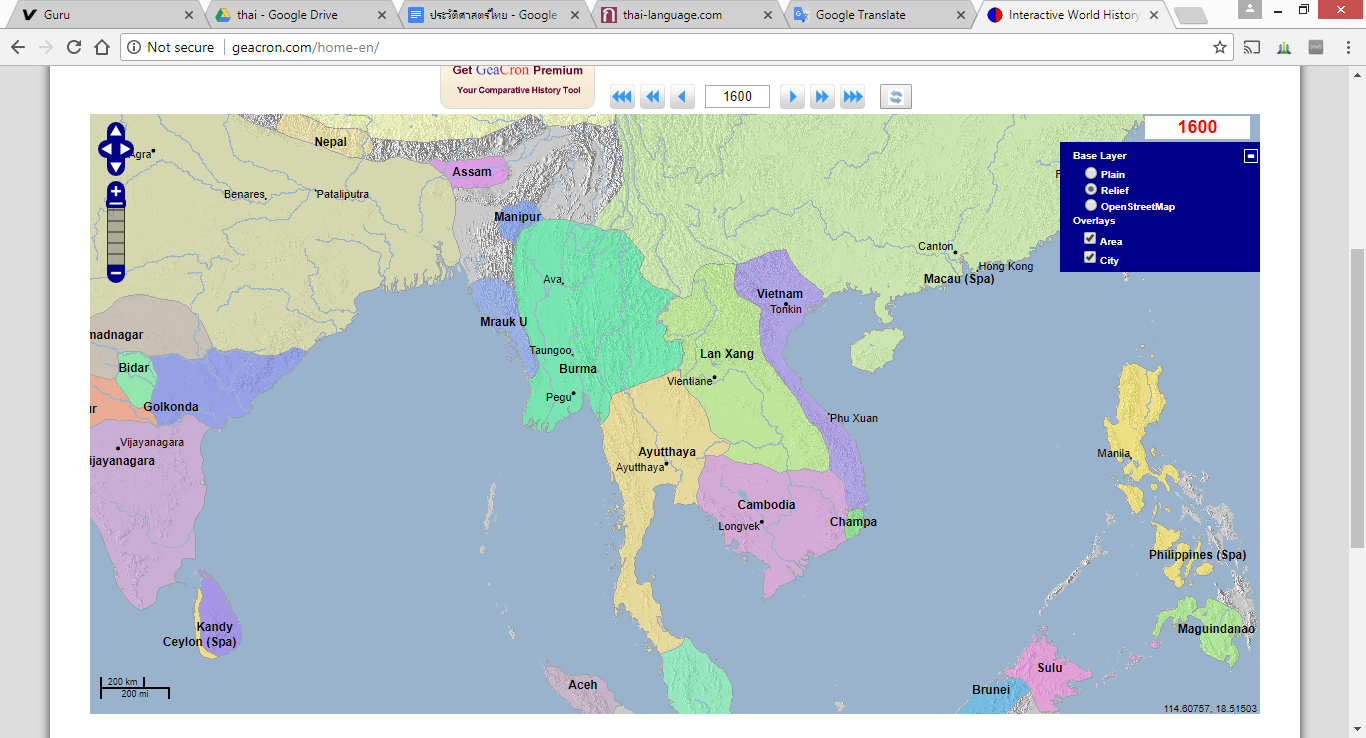 Guru
thai - Google Drive
ประวัติศาสตร์ไทย - Google
thai-language.com
Google Translate
Interactive World History
Not secure
geacron.com/home-en/
Get GeaCron Premium
Your Comparative History Tool
1600
1600
Base Layer
Plain
Relief
OpenStreetMap
Overlays
Area
City
Nepal
Agra
Assam
Benares
Pataliputra
Manipur
Canton
Hong Kong
Macau (Spa)
Ava
Vietnam
Tonkin
Mrauk U
madnagar
Taungoo
Lan Xang
Burma
Bidar
Vientiane
Pegu
Golkonda
ur
Phu Xuan
Vijayanagara
ijayanagara
Ayutthaya
Ayutthaya
Manila
Cambodia
Longvek
Champa
Philippines (Spa)
Kandy
Ceylon (Spa)
Maguindanao
Sulu
Aceh
Brunei
200 km
200 mi
114.60757, 18.51503